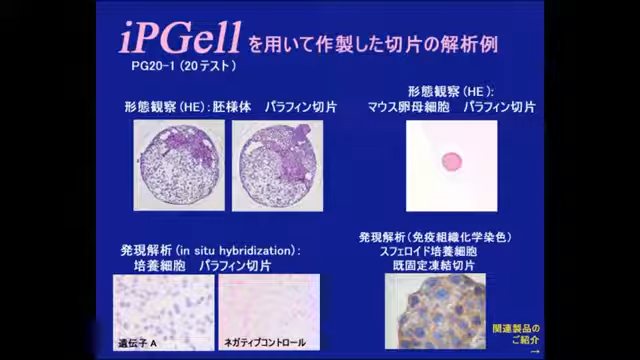 iPGell を用いて作製した切片の解析例
PG20-1 (20テスト)
形態観察(HE):胚様体 パラフィン切片
形態観察(HE):
マウス卵母細胞 パラフィン切片
発現解析(in situ hybridization):
培養細胞 パラフィン切片
遺伝子 A
ネガティブコントロール
発現解析(免疫組織化学染色)
スフェロイド培養細胞
既固定凍結切片
関連製品の
ご紹介
→